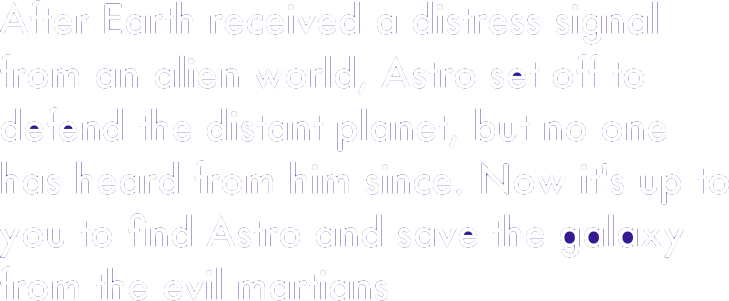 After Earth received a distress signal
from an alien world, Astro set off to
defend the distant planet, but no one
has heard from him since. Now it's up to
you to find Astro and save the galaxy
from the evil martians